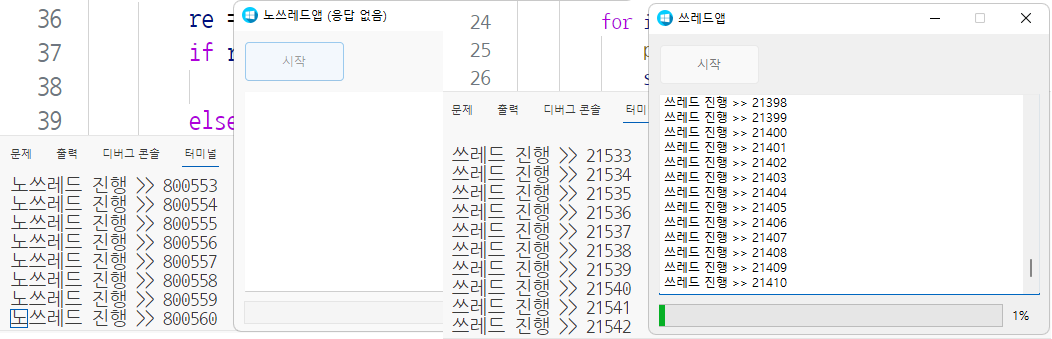 36 re =
37 if r
38
39 else
문제 출력 디버그 콘솔 터미널
노쓰레드 진행 >> 800553
노쓰레드 진행 >> 800554
노쓰레드 진행 >> 800555
노쓰레드 진행 >> 800556
노쓰레드 진행 >> 800557
노쓰레드 진행 >> 800558
노쓰레드 진행 >> 800559
노쓰레드 진행 >> 800560
노쓰레드앱 (응답 없음)
시작
24 for i
25 p
26 s
문제 출력 디버그 콘솔 터미널
쓰레드 진행 >> 21533
쓰레드 진행 >> 21534
쓰레드 진행 >> 21535
쓰레드 진행 >> 21536
쓰레드 진행 >> 21537
쓰레드 진행 >> 21538
쓰레드 진행 >> 21539
쓰레드 진행 >> 21540
쓰레드 진행 >> 21541
쓰레드 진행 >> 21542
쓰레드앱
시작
쓰레드 진행 >> 21398
쓰레드 진행 >> 21399
쓰레드 진행 >> 21400
쓰레드 진행 >> 21401
쓰레드 진행 >> 21402
쓰레드 진행 >> 21403
쓰레드 진행 >> 21404
쓰레드 진행 >> 21405
쓰레드 진행 >> 21406
쓰레드 진행 >> 21407
쓰레드 진행 >> 21408
쓰레드 진행 >> 21409
쓰레드 진행 >> 21410
1%